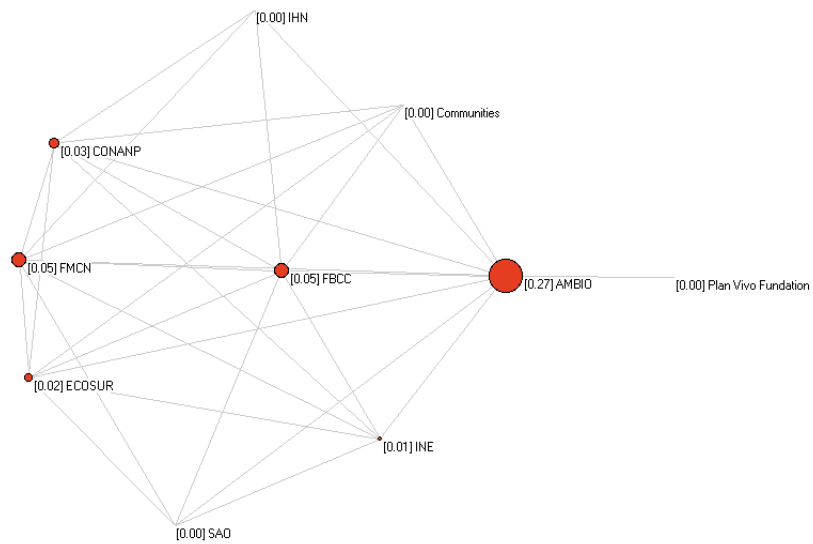 [0.00] IHN
[0.00] Communities
[0.03] CONANP
[0.05] FMCN
[0.05] FBCC
[0.27] AMBIO
[0.00] Plan Vivo Fundation
[0.02] ECOSUR
[0.01] INE
[0.00] SAO